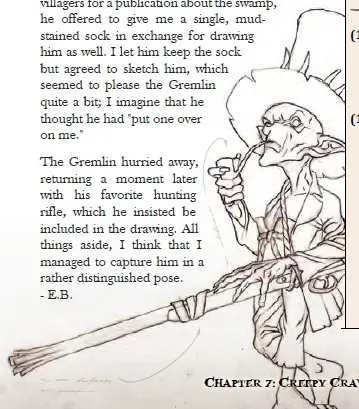 villagers for a publication about the swamp,
he offered to give me a single, mud-
stained sock in exchange for drawing
him as well. I let him keep the sock
but agreed to sketch him, which
seemed to please the Gremlin
quite a bit; I imagine that he
thought he had "put one over
on me."
The Gremlin hurried away,
returning a moment later
with his favorite hunting
rifle, which he insisted be
included in the drawing. All
things aside, I think that I
managed to capture him in a
rather distinguished pose.
- E.B.
(1
(1
CHAPTER 7: CREEPY CRA